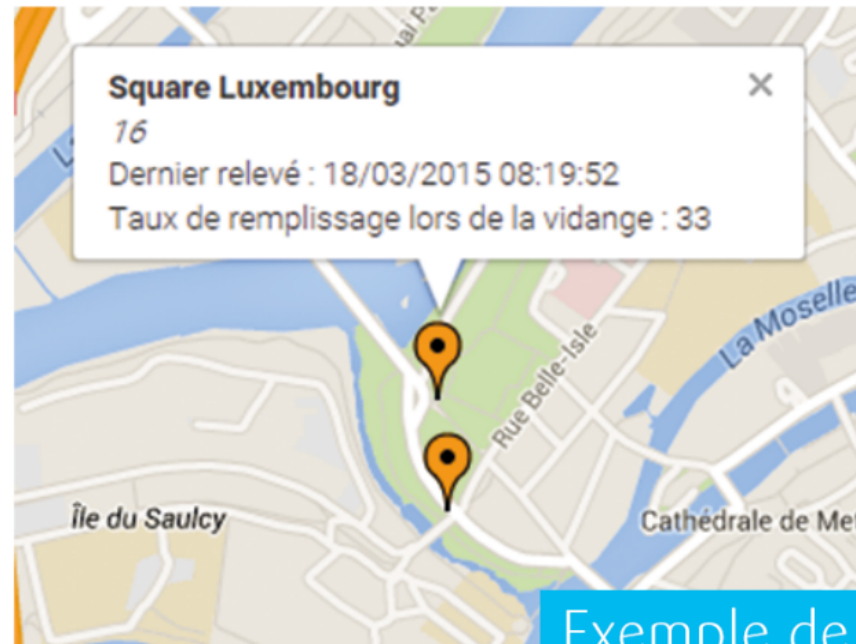 Square Luxembourg
16
Dernier relevé : 18/03/2015 08:19:52
Taux de remplissage lors de la vidange : 33
La Moselle
Rue Belle-Isle
Île du Saulcy
Cathédrale de Met
Exemple de